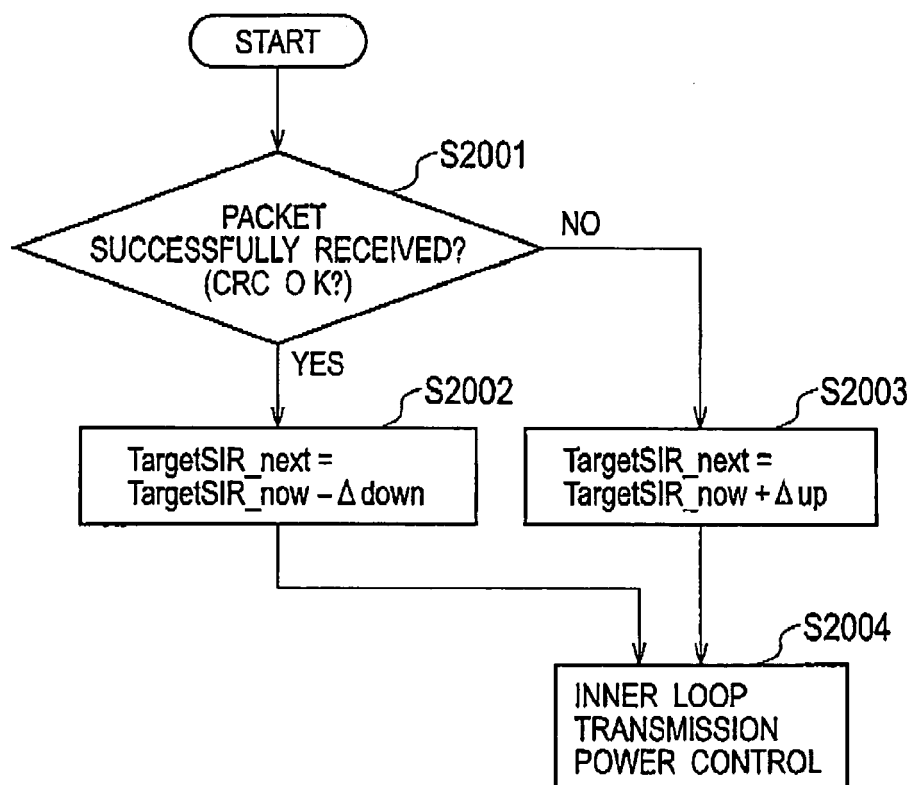 START
S2001
PACKET
SUCCESSFULLY RECEIVED?
(CRC O K?)
NO
YES
S2002
TargetSIR_next =
TargetSIR_now – Δ down
S2003
TargetSIR_next =
TargetSIR_now + Δ up
S2004
INNER LOOP
TRANSMISSION
POWER CONTROL